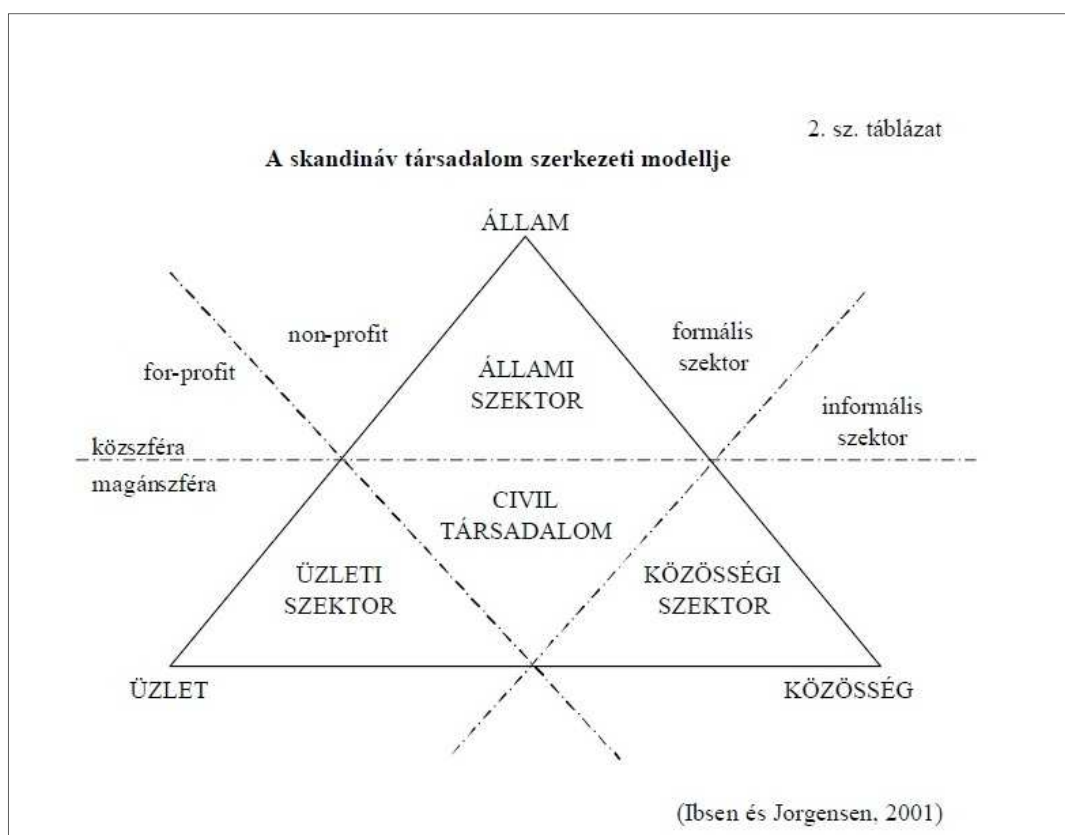 2. sz. táblázat
A skandináv társadalom szerkezeti modellje
ÁLLAM
non-profit
formális
szektor
for-profit
ÁLLAMI
SZEKTOR
informális
szektor
közszféra
magánszféra
CIVIL
TÁRSADALOM
ÜZLETI
SZEKTOR
KÖZÖSSÉGI
SZEKTOR
ÜZLET
KÖZÖSSÉG
(Ibsen és Jorgensen, 2001)